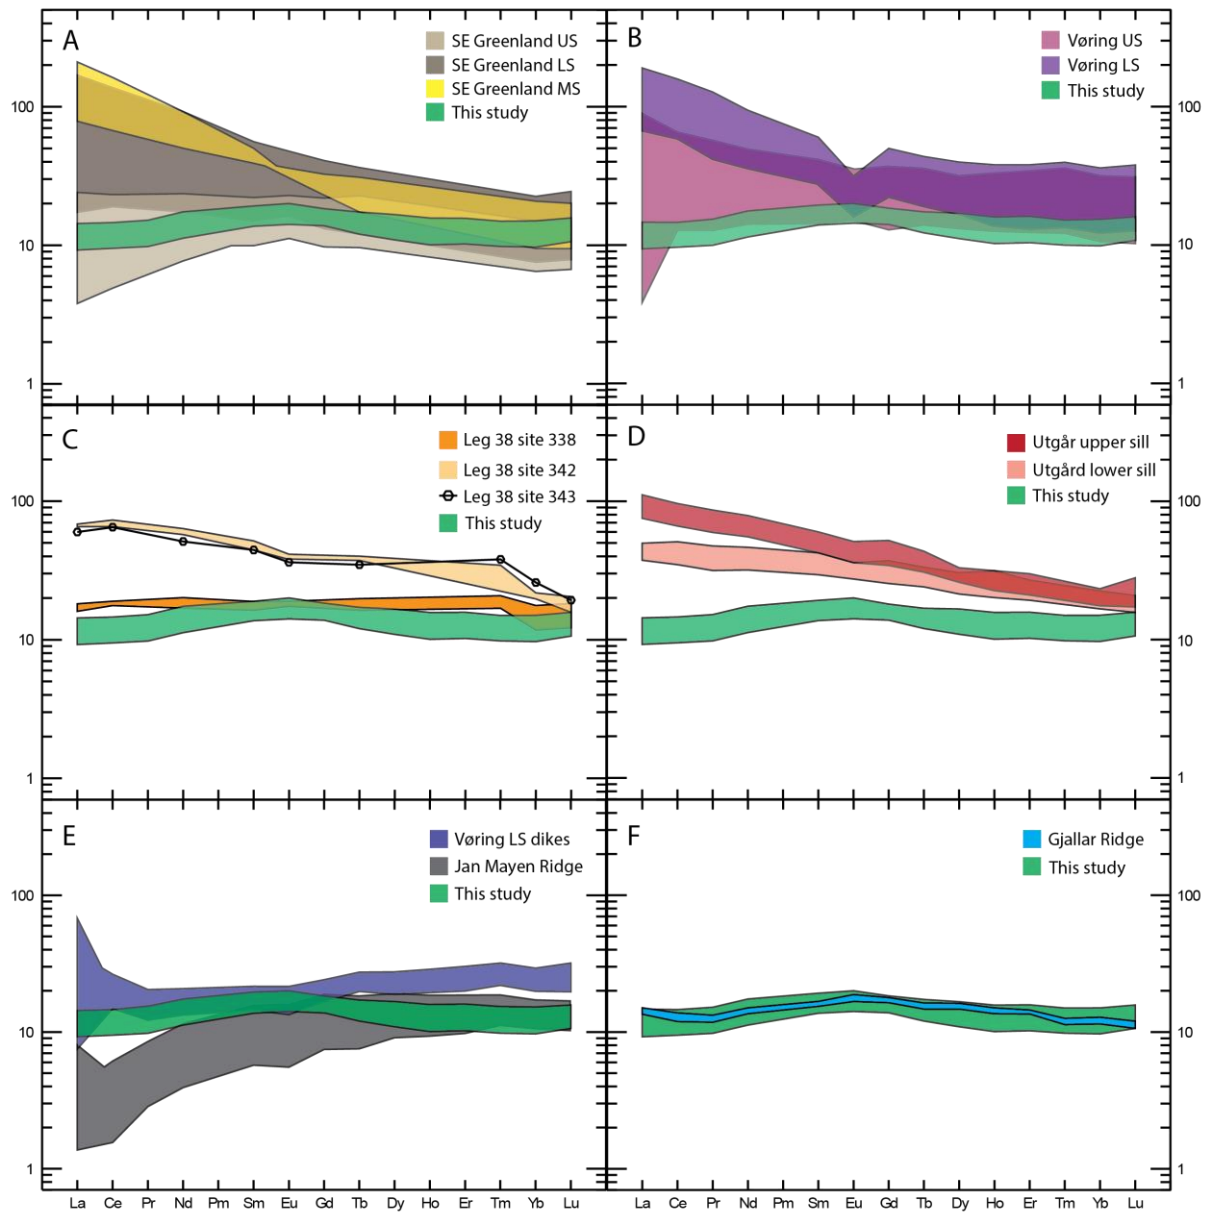 A
SE Greenland US
SE Greenland LS
SE Greenland MS
This study
100
10
1
B
Vøring US
Vøring LS
This study
100
10
1
C
Leg 38 site 338
Leg 38 site 342
Leg 38 site 343
This study
100
10
1
D
Utgår upper sill
Utgård lower sill
This study
100
10
1
E
Vøring LS dikes
Jan Mayen Ridge
This study
100
10
1
F
Gjallar Ridge
This study
100
10
1
La Ce Pr Nd Pm Sm Eu Gd Tb Dy Ho Er Tm Yb Lu
La Ce Pr Nd Pm Sm Eu Gd Tb Dy Ho Er Tm Yb Lu